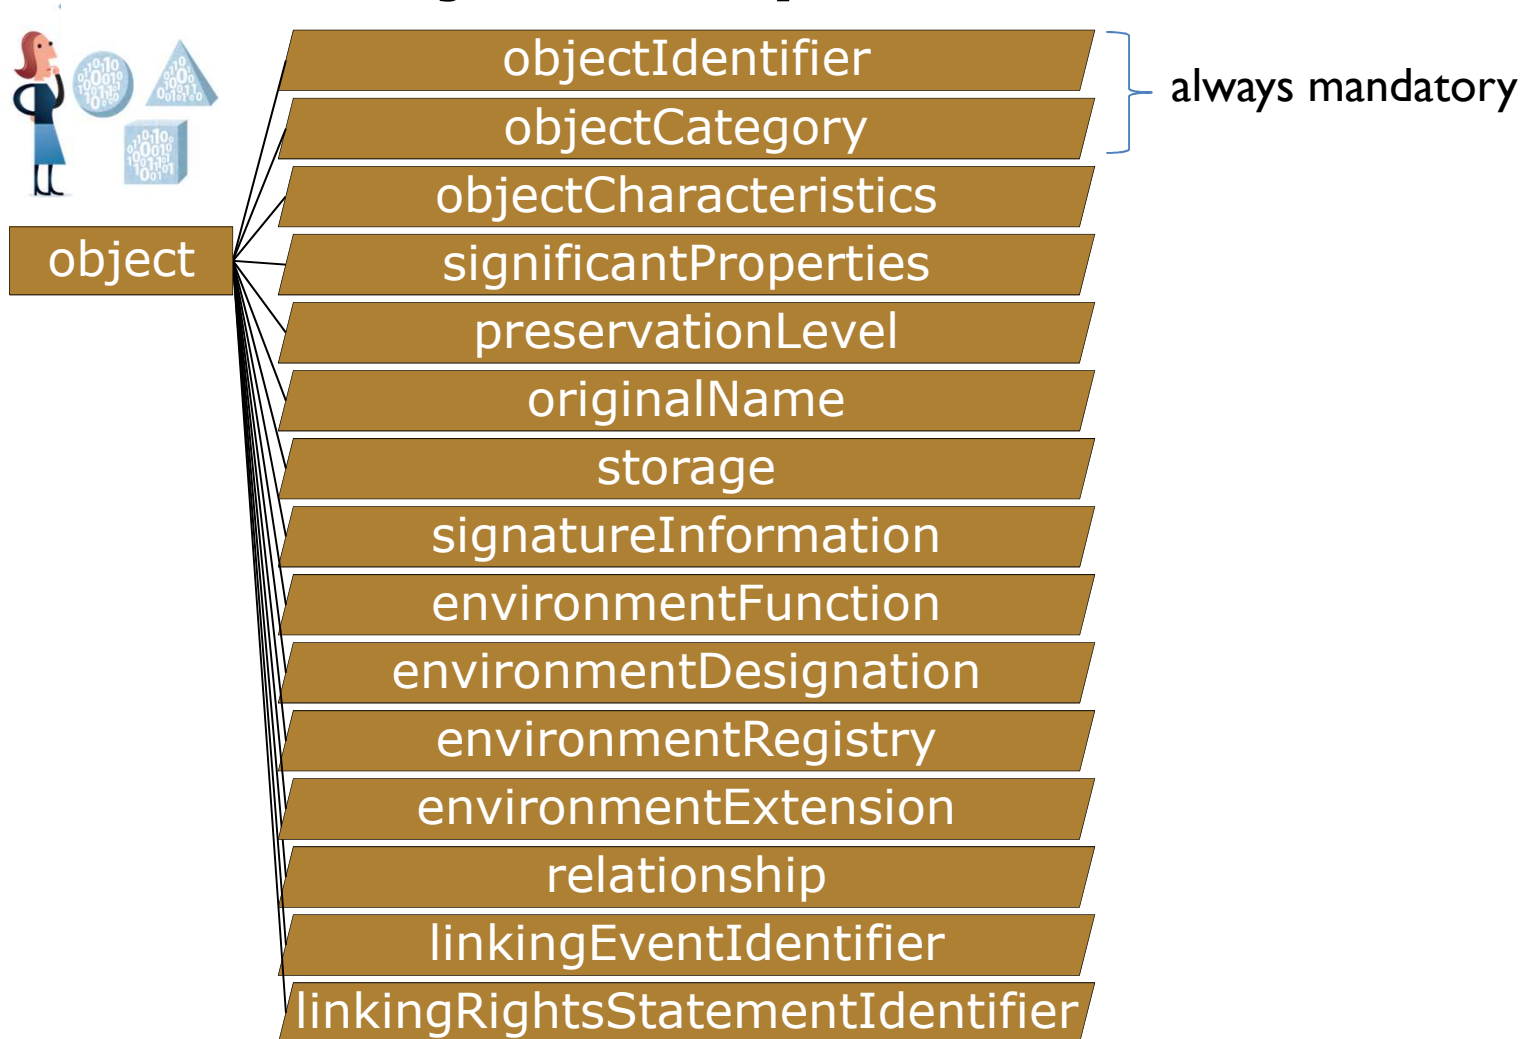 objectIdentifier
always mandatory
objectCategory
objectCharacteristics
object
significantProperties
preservationLevel
originalName
storage
signatureInformation
environmentFunction
environmentDesignation
environmentRegistry
environmentExtension
relationship
linkingEventIdentifier
linkingRightsStatementIdentifier